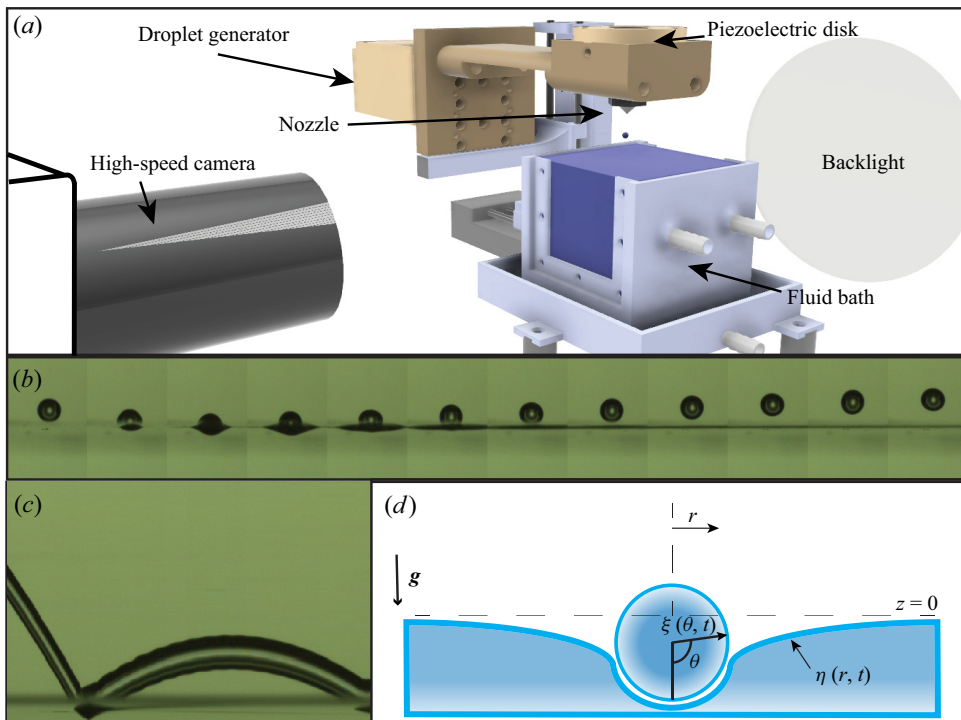 (a)
Droplet generator
Piezoelectric disk
Nozzle
High-speed camera
Backlight
Fluid bath
(b)
(c)
(d)
r
g
z = 0
ξ (θ, t)
θ
η (r, t)